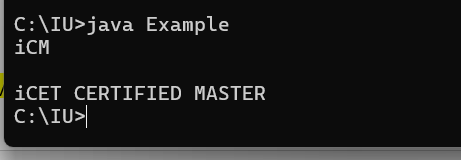 C:\IU>java Example
iCM
iCET CERTIFIED MASTER
C:\IU>